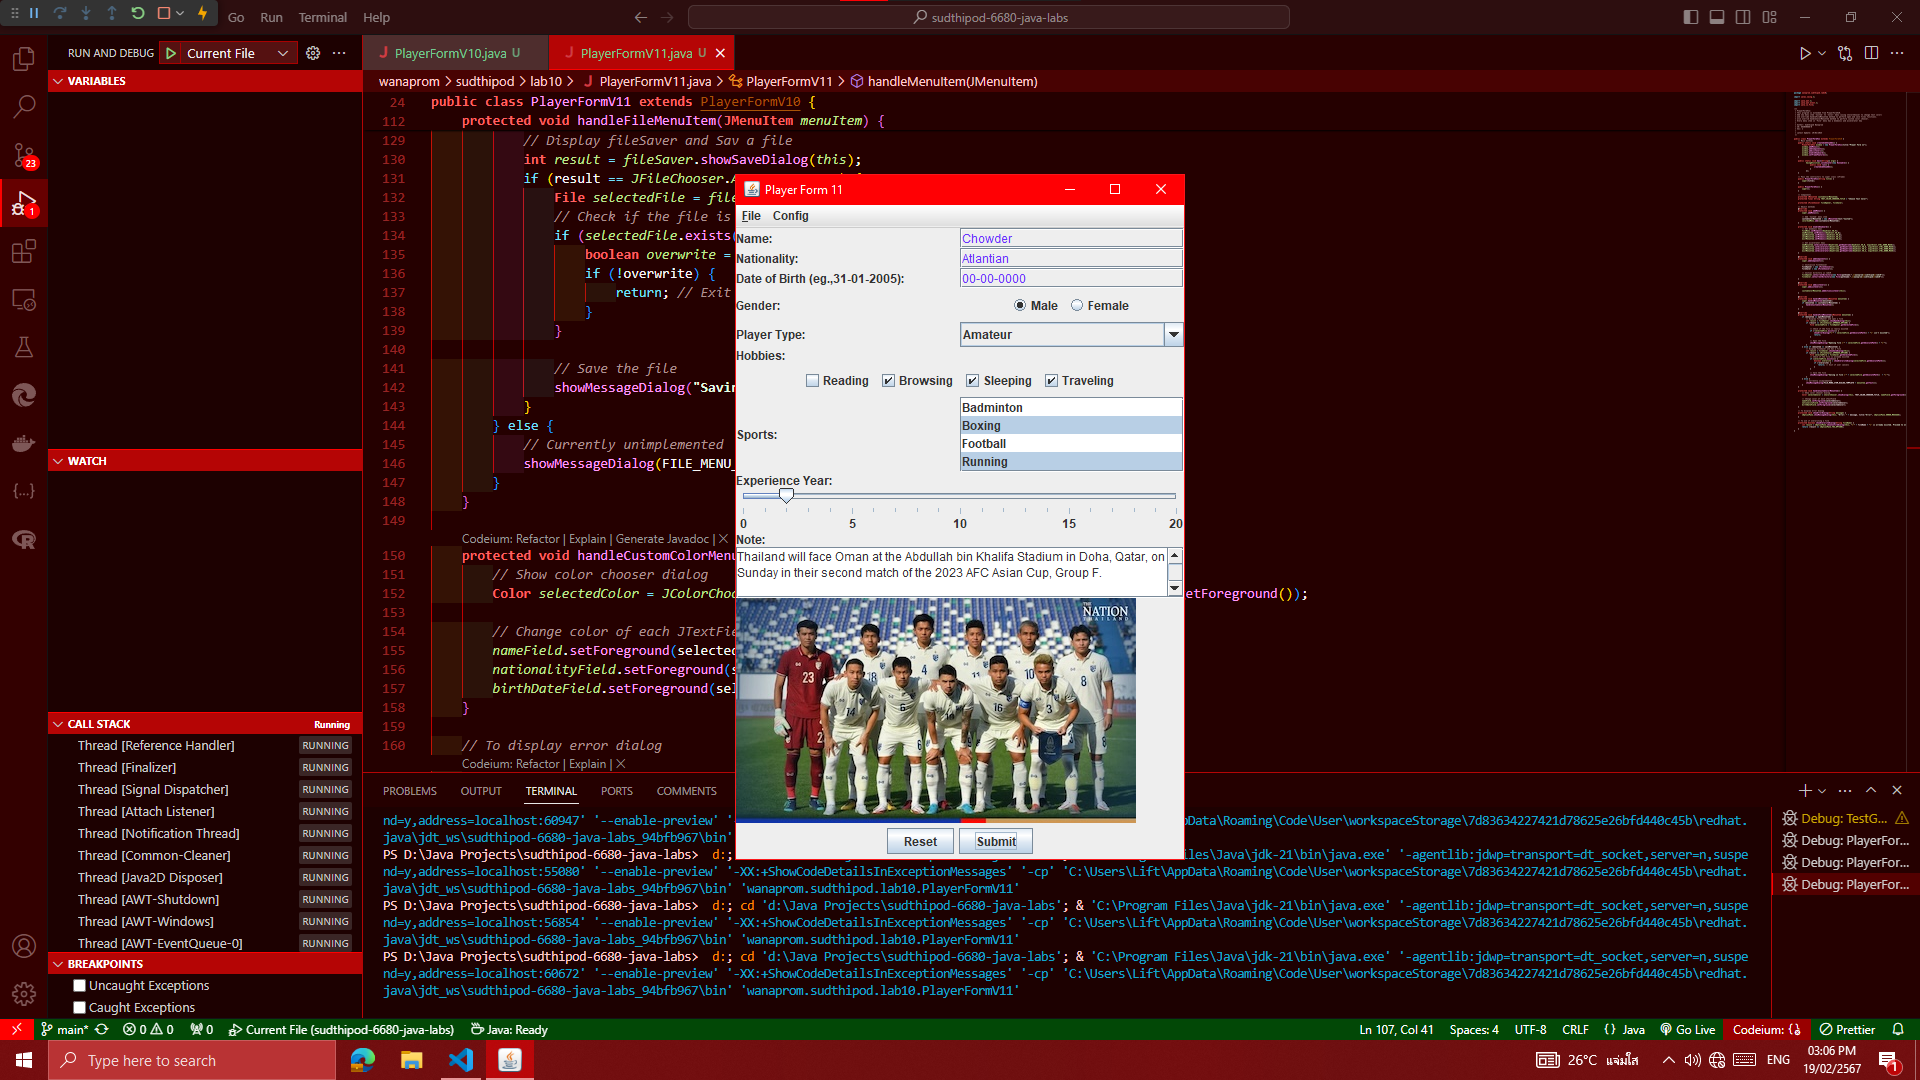 Go Run Terminal Help
sudthipod-6680-java-labs
RUN AND DEBUG Current File
PlayerFormV10.java U
PlayerFormV11.java U
wanaprom > sudthipod > lab10 > PlayerFormV11.java > PlayerFormV11 > handleMenuItem(JMenuItem)
VARIABLES
23
1
WATCH
CALL STACK Running
Thread [Reference Handler] RUNNING
Thread [Finalizer] RUNNING
Thread [Signal Dispatcher] RUNNING
Thread [Attach Listener] RUNNING
Thread [Notification Thread] RUNNING
Thread [Common-Cleaner] RUNNING
Thread [Java2D Disposer] RUNNING
Thread [AWT-Shutdown] RUNNING
Thread [AWT-Windows] RUNNING
Thread [AWT-EventQueue-0] RUNNING
BREAKPOINTS
Uncaught Exceptions
Caught Exceptions
24 public class PlayerFormV11 extends PlayerFormV10 {
112 protected void handleFileMenuItem(JMenuItem menuItem) {
129 // Display fileSaver and Sav a file
130 int result = fileSaver.showSaveDialog(this);
131 if (result == JFileChooser.
132 File selectedFile =
133 // Check if the file is
134 if (selectedFile.exists(
135 boolean overwrite =
136 if (!overwrite) {
137 return; // Exit
138 }
139 }
140
141 // Save the file
142 showMessageDialog("Savin
143 }
144 } else {
145 // Currently unimplemented
146 showMessageDialog(FILE_MENU_
147 }
148 }
149
Codeium: Refactor | Explain | Generate Javadoc | X
150 protected void handleCustomColorMenu
151 // Show color chooser dialog
152 Color selectedColor = JColorChoo etForeground());
153
154 // Change color of each JTextFie
155 nameField.setForeground(selected
156 nationalityField.setForeground(s
157 birthDateField.setForeground(sel
158 }
159
160 // To display error dialog
Codeium: Refactor | Explain | X
Player Form 11
File Config
Name: Chowder
Nationality: Atlantian
Date of Birth (eg.,31-01-2005): 00-00-0000
Gender: Male Female
Player Type: Amateur
Hobbies:
Reading Browsing Sleeping Traveling
Sports:
Badminton
Boxing
Football
Running
Experience Year:
0 5 10 15 20
Note:
Thailand will face Oman at the Abdullah bin Khalifa Stadium in Doha, Qatar, on
Sunday in their second match of the 2023 AFC Asian Cup, Group F.
THE
NATION
THAILAND
23
11
10
8
14
6
16
3
Reset Submit
PROBLEMS OUTPUT TERMINAL PORTS COMMENTS
nd=y,address=localhost:60947' '--enable-preview' ' ppData\Roaming\Code\User\workspaceStorage\7d83634227421d78625e26bfd440c45b\redhat.
java\jdt_ws\sudthipod-6680-java-labs_94bfb967\bin'
PS D:\Java Projects\sudthipod-6680-java-labs> d:; iles\Java\jdk-21\bin\java.exe' '-agentlib:jdwp=transport=dt_socket,server=n,suspe
nd=y,address=localhost:55080' '--enable-preview' '-XX:+ShowCodeDetailsInExceptionMessages' '-cp' 'C:\Users\Lift\AppData\Roaming\Code\User\workspaceStorage\7d83634227421d78625e26bfd440c45b\redhat.
java\jdt_ws\sudthipod-6680-java-labs_94bfb967\bin' 'wanaprom.sudthipod.lab10.PlayerFormV11'
PS D:\Java Projects\sudthipod-6680-java-labs> d:; cd 'd:\Java Projects\sudthipod-6680-java-labs'; & 'C:\Program Files\Java\jdk-21\bin\java.exe' '-agentlib:jdwp=transport=dt_socket,server=n,suspe
nd=y,address=localhost:56854' '--enable-preview' '-XX:+ShowCodeDetailsInExceptionMessages' '-cp' 'C:\Users\Lift\AppData\Roaming\Code\User\workspaceStorage\7d83634227421d78625e26bfd440c45b\redhat.
java\jdt_ws\sudthipod-6680-java-labs_94bfb967\bin' 'wanaprom.sudthipod.lab10.PlayerFormV11'
PS D:\Java Projects\sudthipod-6680-java-labs> d:; cd 'd:\Java Projects\sudthipod-6680-java-labs'; & 'C:\Program Files\Java\jdk-21\bin\java.exe' '-agentlib:jdwp=transport=dt_socket,server=n,suspe
nd=y,address=localhost:60672' '--enable-preview' '-XX:+ShowCodeDetailsInExceptionMessages' '-cp' 'C:\Users\Lift\AppData\Roaming\Code\User\workspaceStorage\7d83634227421d78625e26bfd440c45b\redhat.
java\jdt_ws\sudthipod-6680-java-labs_94bfb967\bin' 'wanaprom.sudthipod.lab10.PlayerFormV11'
Debug: TestG...
Debug: PlayerFor...
Debug: PlayerFor...
Debug: PlayerFor...
main* 0 0 0 Current File (sudthipod-6680-java-labs) Java: Ready
Ln 107, Col 41 Spaces: 4 UTF-8 CRLF {} Java Go Live Codeium: {} Prettier
Type here to search
26°C แจ่มใส ENG
03:06 PM
19/02/2567
1